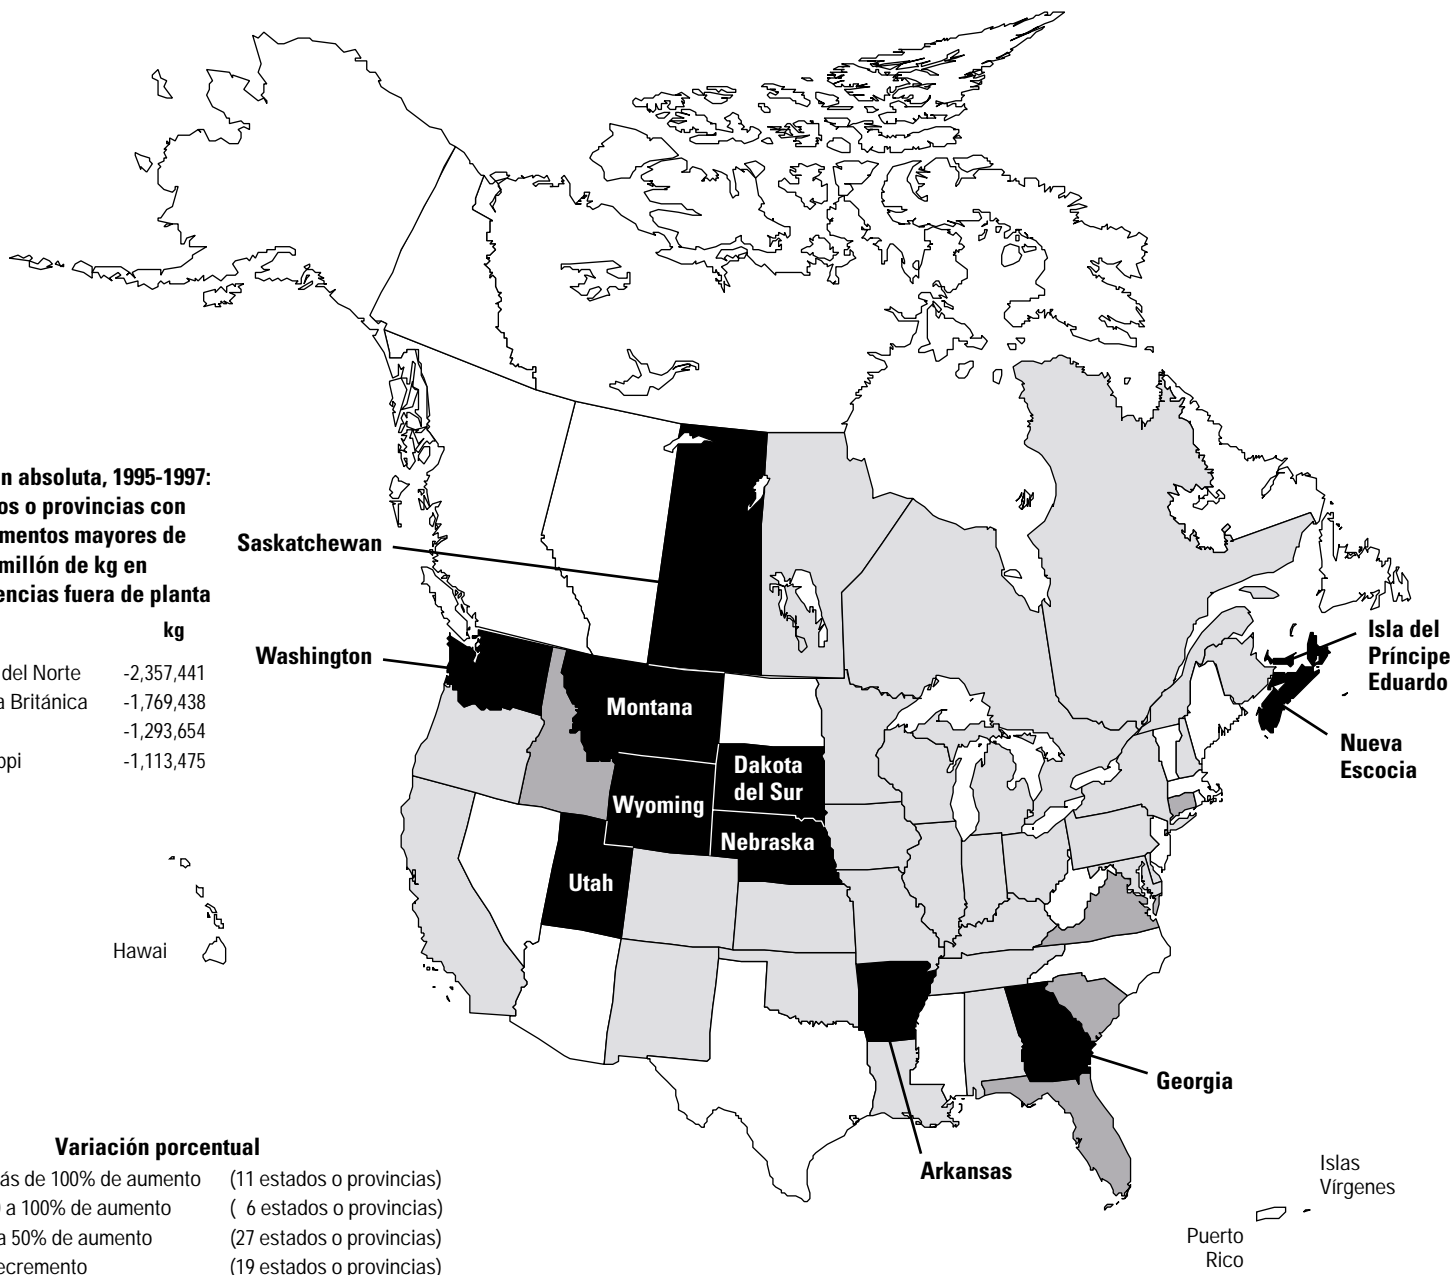 n absoluta, 1995-1997:
os o provincias con
mentos mayores de
millón de kg en
encias fuera de planta
kg
del Norte -2,357,441
a Británica -1,769,438
-1,293,654
ppi -1,113,475
Saskatchewan
Washington
Montana
Wyoming
Dakota
del Sur
Nebraska
Utah
Isla del
Príncipe
Eduardo
Nueva
Escocia
Hawai
Georgia
Arkansas
Islas
Vírgenes
Puerto
Rico
Variación porcentual
ás de 100% de aumento (11 estados o provincias)
a 100% de aumento ( 6 estados o provincias)
a 50% de aumento (27 estados o provincias)
ecremento (19 estados o provincias)